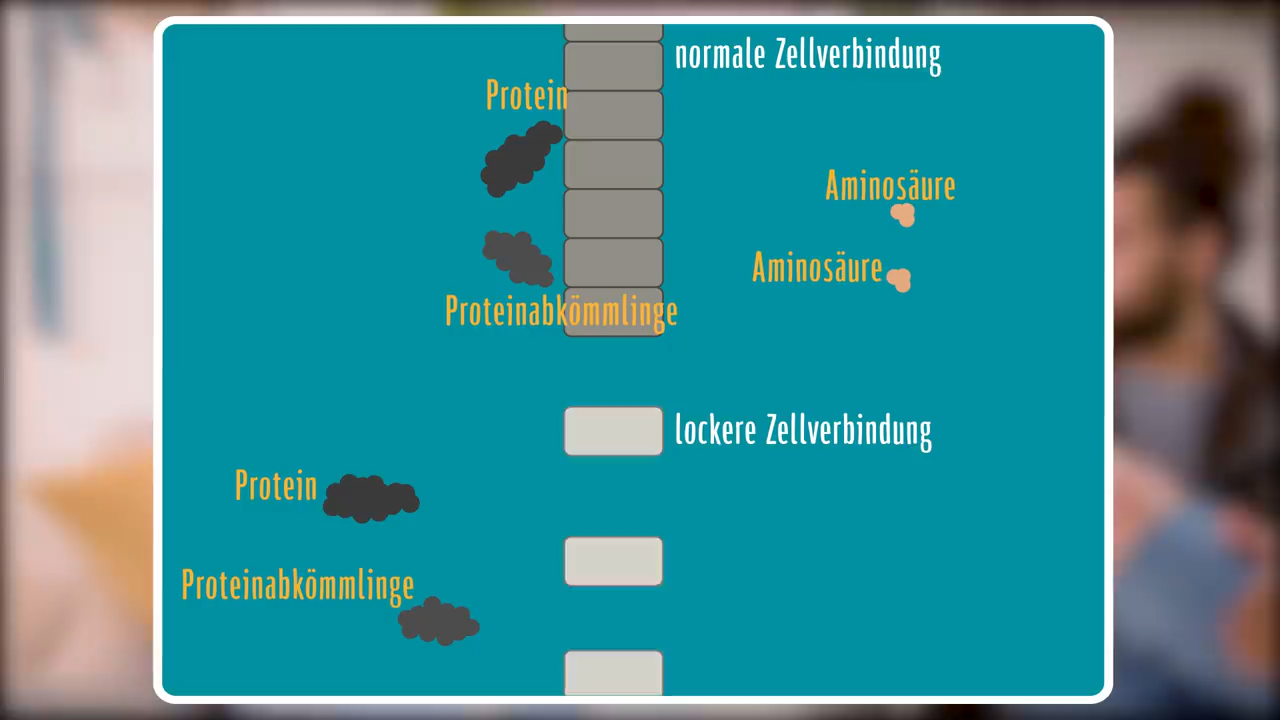 normale Zellverbindung
Protein
Aminosäure
Aminosäure
Proteinabkömmlinge
lockere Zellverbindung
Protein
Proteinabkömmlinge